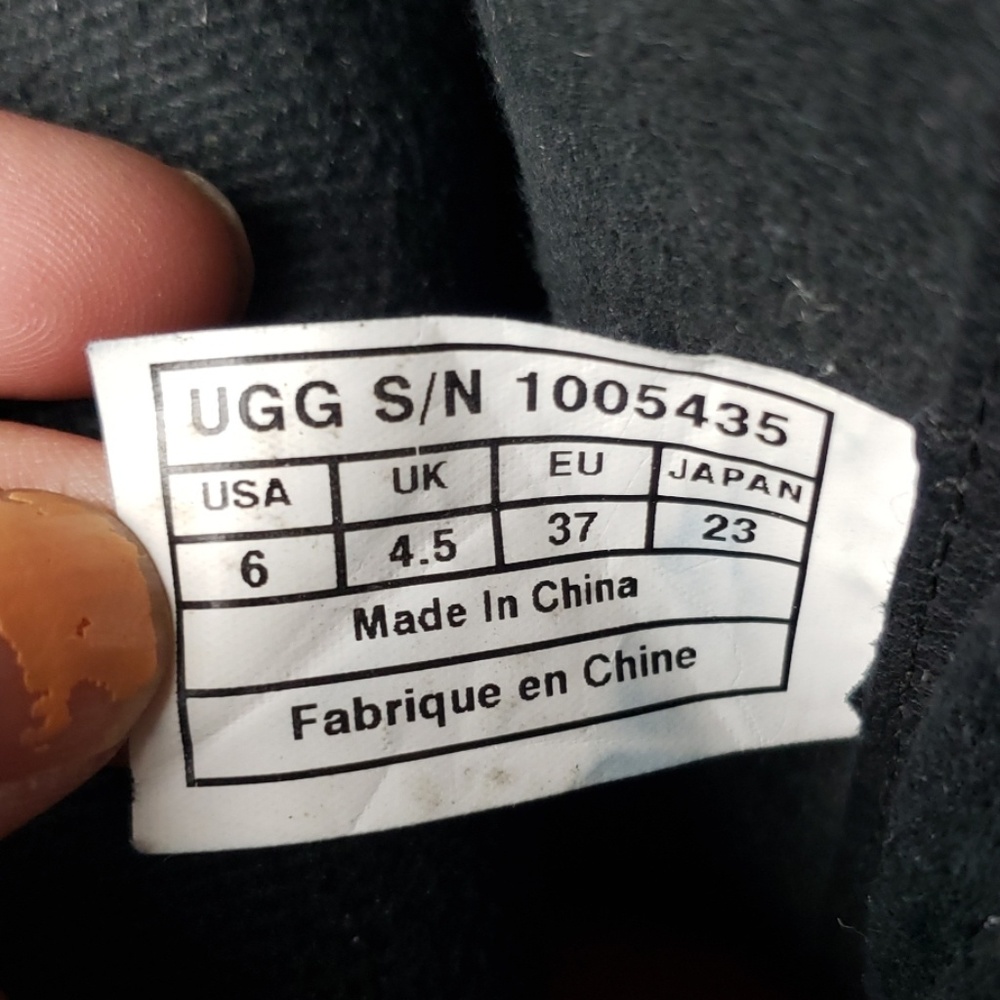 UGG S/N 1005435
USA UK EU JAPAN
6 4.5 37 23
Made In China
Fabrique en Chine